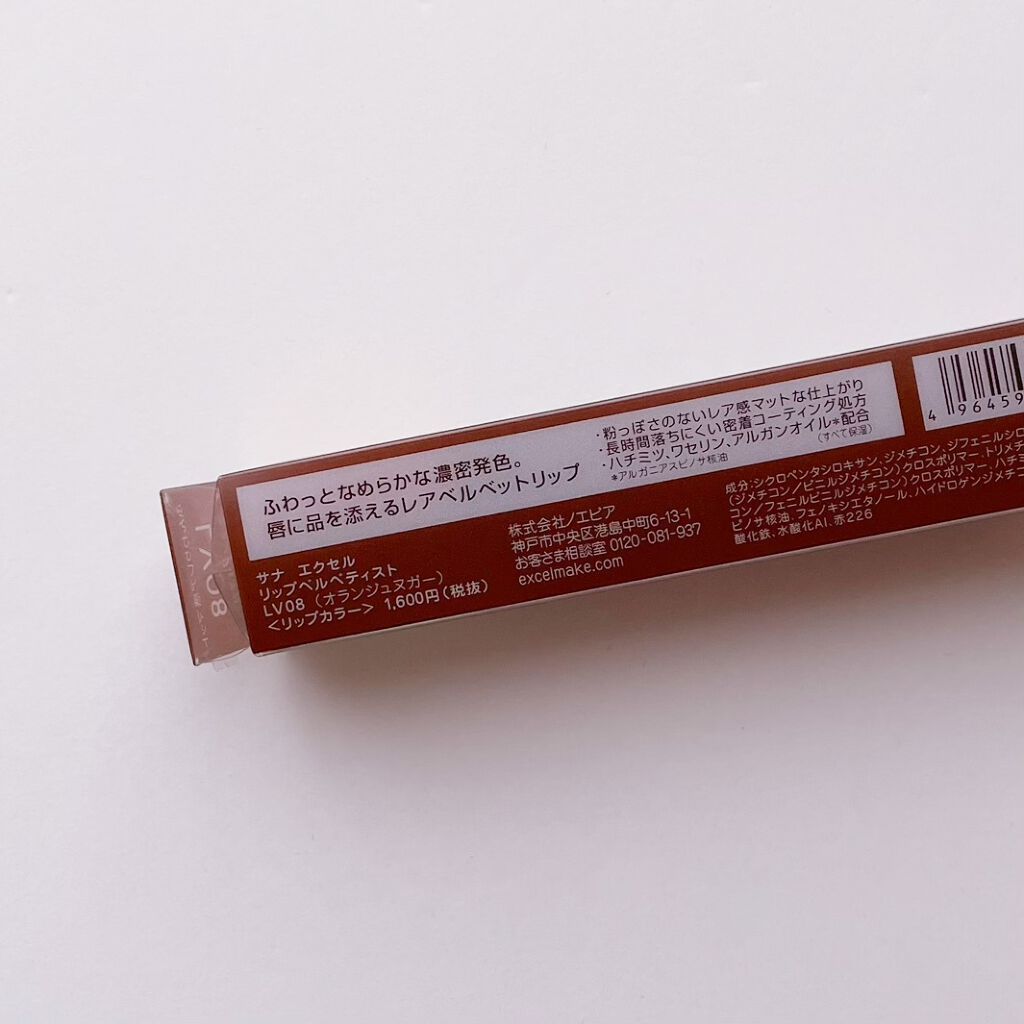 ふわっとなめらかな濃密発色。
唇に品を添えるレアベルベットリップ
・粉っぽさのないレア感マットな仕上がり
・長時間落ちにくい密着コーティング処方
・ハチミツ、ワセリン、アルガンオイル*配合
*アルガニアスピノサ核油
(すべて保湿)
サナ エクセル
リップベルベティスト
LV08 (オランジュヌガー)
<リップカラー> 1,600円(税抜)
株式会社ノエビア
神戸市中央区港島中町6-13-1
お客さま相談室 0120-081-937
excelmake.com
成分:シクロペンタシロキサン、ジメチコン、ジフェニルシロ
(ジメチコン/ビニルジメチコン)クロスポリマー、トリメチ
コン/フェニルビニルジメチコン)クロスポリマー、ハチミ
ピノサ核油・フェノキシエタノール、ハイドロゲンジメチ
酸化鉄、水酸化Al、赤226
4 96459
LV08